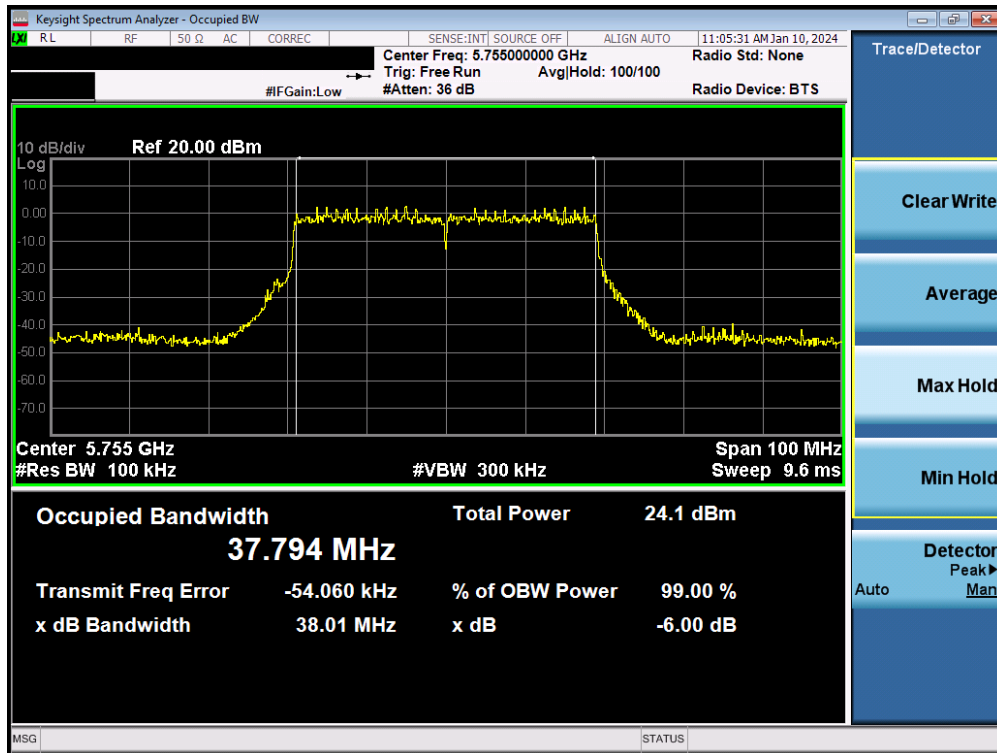 Keysight Spectrum Analyzer - Occupied BW
LXI RL RF 50 Ω AC CORREC SENSE:INT SOURCE OFF ALIGN AUTO 11:05:31 AM Jan 10, 2024
Center Freq: 5.755000000 GHz Radio Std: None
Trig: Free Run Avg|Hold: 100/100
#IFGain:Low #Atten: 36 dB Radio Device: BTS
Trace/Detector
10 dB/div Ref 20.00 dBm
Log
10.0
0.00
-10.0
-20.0
-30.0
-40.0
-50.0
-60.0
-70.0
Center 5.755 GHz Span 100 MHz
#Res BW 100 kHz #VBW 300 kHz Sweep 9.6 ms
Occupied Bandwidth Total Power 24.1 dBm
37.794 MHz
Transmit Freq Error -54.060 kHz % of OBW Power 99.00 %
x dB Bandwidth 38.01 MHz x dB -6.00 dB
Clear Write
Average
Max Hold
Min Hold
Detector
Peak▶
Auto Man
MSG STATUS